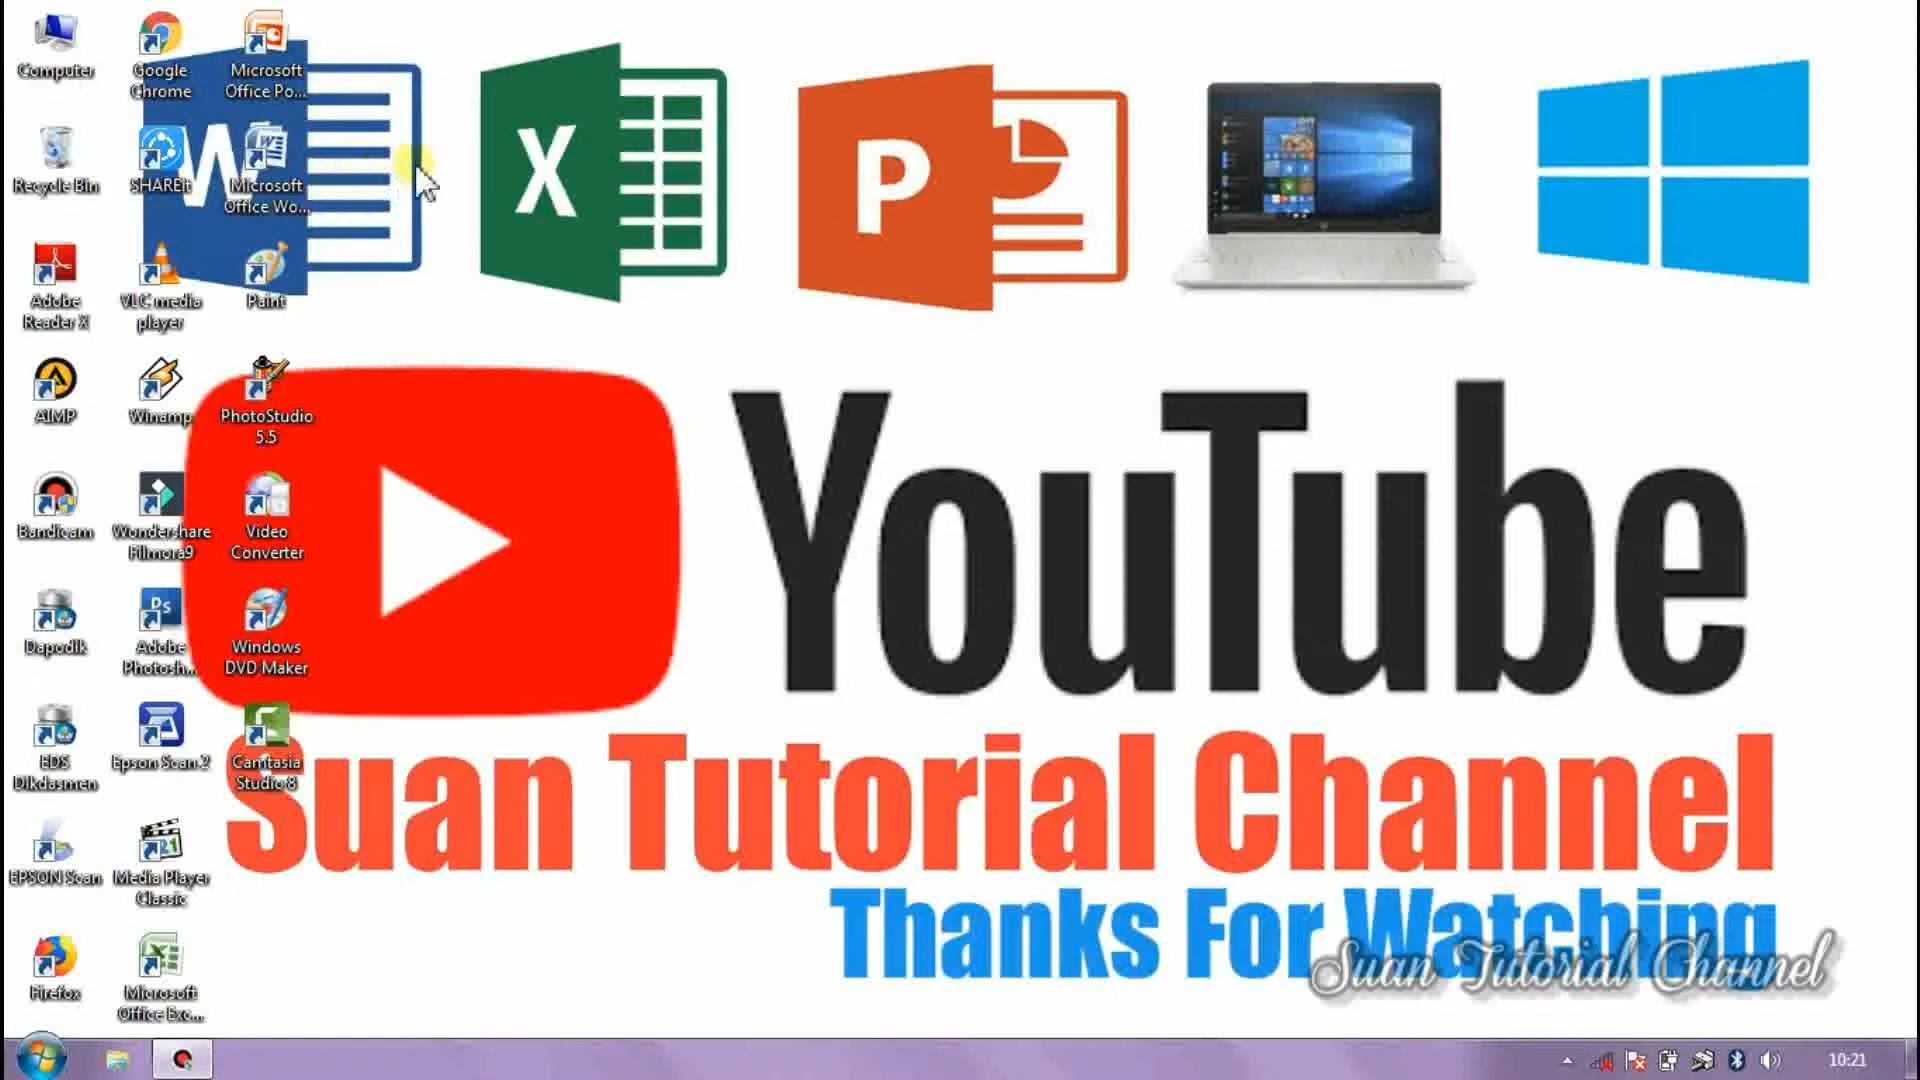 Computer
Google
Chrome
Microsoft
Office Po...
Recycle Bin
SHAREit
Microsoft
Office Wo...
W
X
P
Adobe
Reader X
VLC media
player
Paint
AIMP
Winamp
PhotoStudio
5.5
Bandicam
Wondershare
Filmora9
Video
Converter
YouTube
Dapodik
Ps
Adobe
Photosh...
Windows
DVD Maker
EDS
Dikdasmen
Epson Scan 2
Camtasia
Studio 8
Suan Tutorial Channel
EPSON Scan
Media Player
Classic
Thanks For Watching
Suan Tutorial Channel
Firefox
Microsoft
Office Exc...
10:21